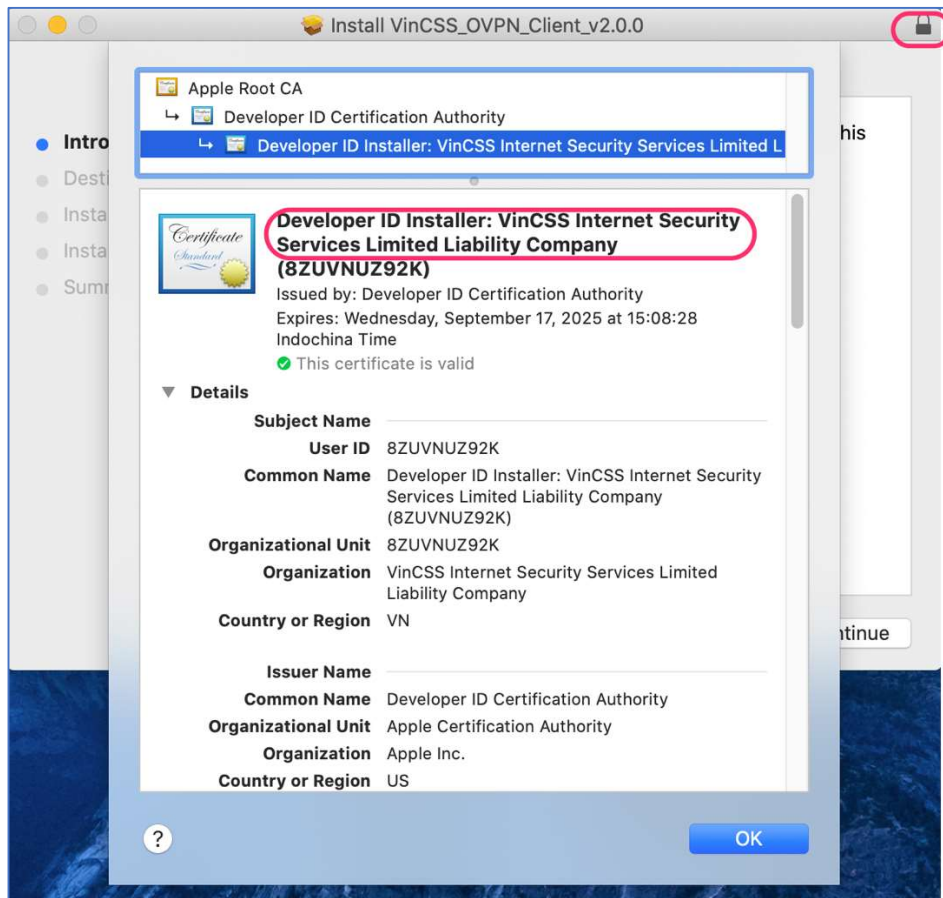 Install VinCSS_OVPN_Client_v2.0.0
Apple Root CA
Developer ID Certification Authority
Developer ID Installer: VinCSS Internet Security Services Limited L
Intro
his
Desti
Insta
Insta
Summ
Certificate
Standard
Developer ID Installer: VinCSS Internet Security
Services Limited Liability Company
(8ZUVNUZ92K)
Issued by: Developer ID Certification Authority
Expires: Wednesday, September 17, 2025 at 15:08:28
Indochina Time
This certificate is valid
Details
Subject Name
User ID 8ZUVNUZ92K
Common Name Developer ID Installer: VinCSS Internet Security
Services Limited Liability Company
(8ZUVNUZ92K)
Organizational Unit 8ZUVNUZ92K
Organization VinCSS Internet Security Services Limited
Liability Company
Country or Region VN
ntinue
Issuer Name
Common Name Developer ID Certification Authority
Organizational Unit Apple Certification Authority
Organization Apple Inc.
Country or Region US
?
OK